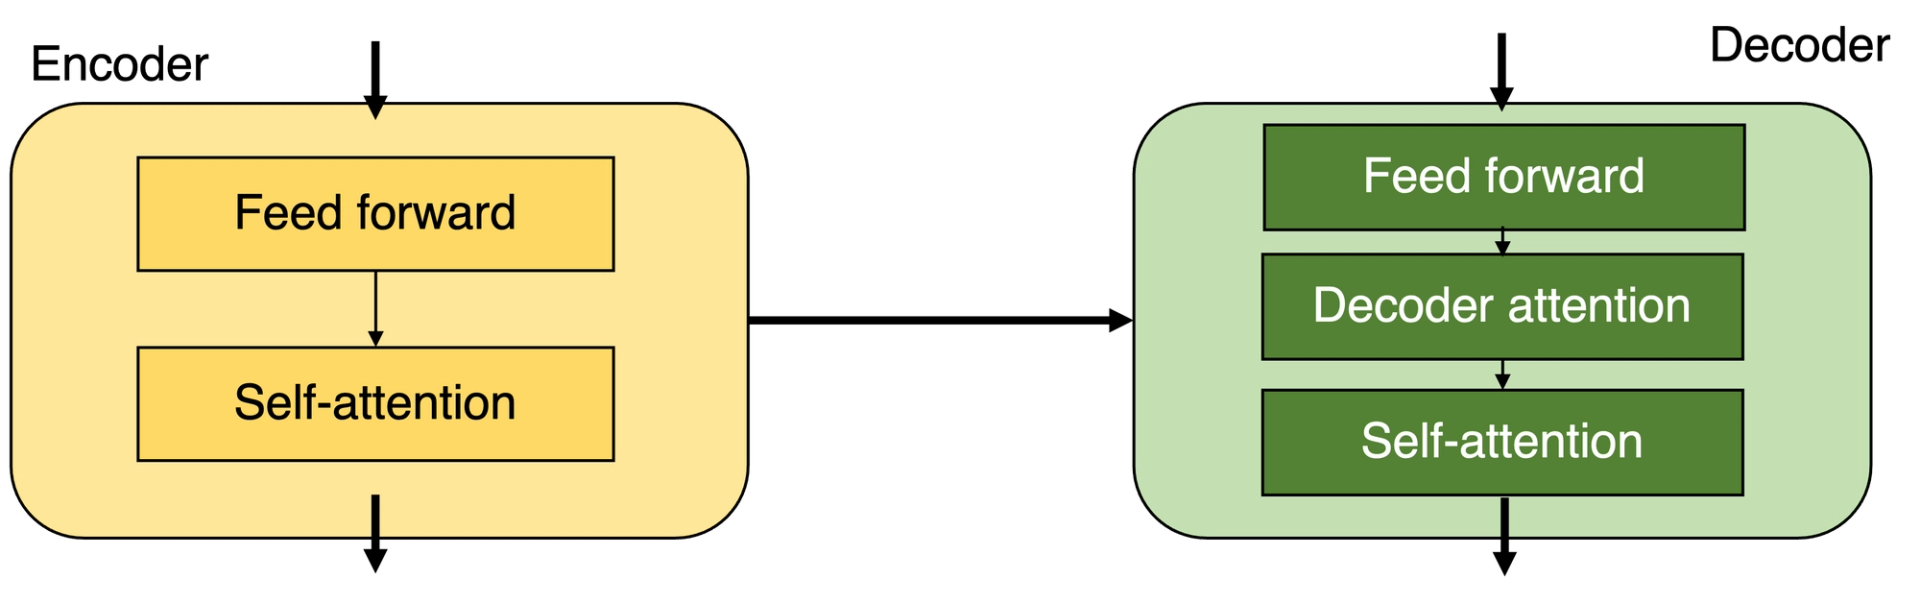 Encoder
Feed forward
Self-attention
Decoder
Feed forward
Decoder attention
Self-attention